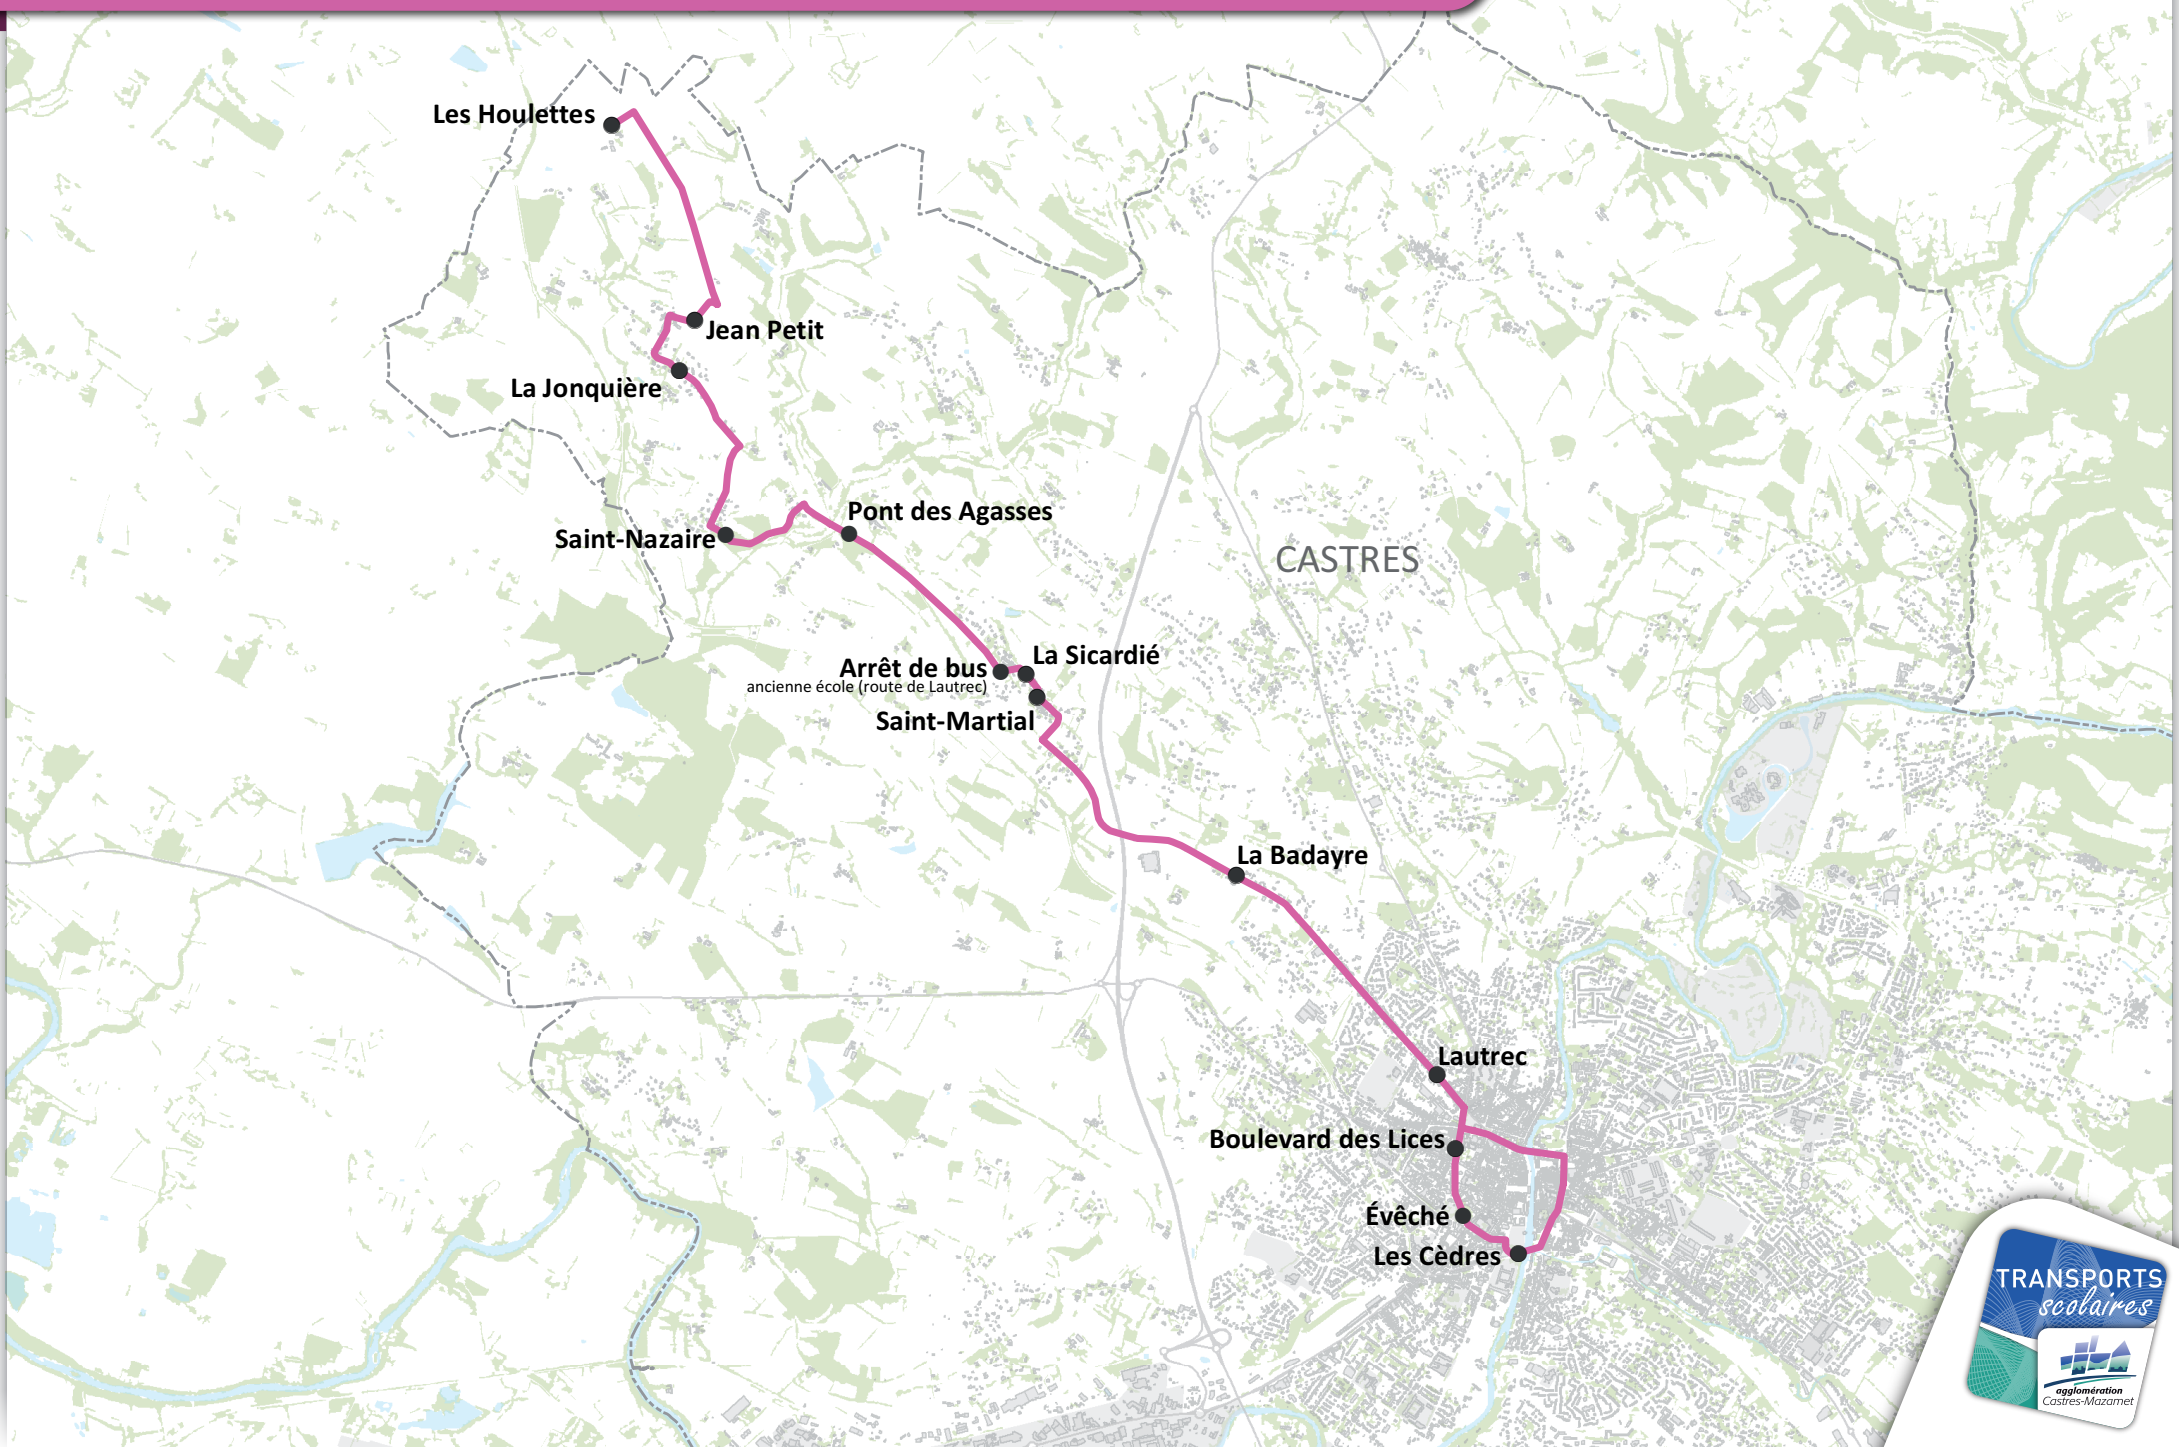 Les Houlettes
Jean Petit
La Jonquière
Pont des Agasses
Saint-Nazaire
CASTRES
La Sicardié
Arrêt de bus
ancienne école (route de Lautrec)
Saint-Martial
La Badayre
Lautrec
Boulevard des Lices
Évêché
Les Cèdres
TRANSPORTS
scolaires
agglomération
Castres-Mazamet